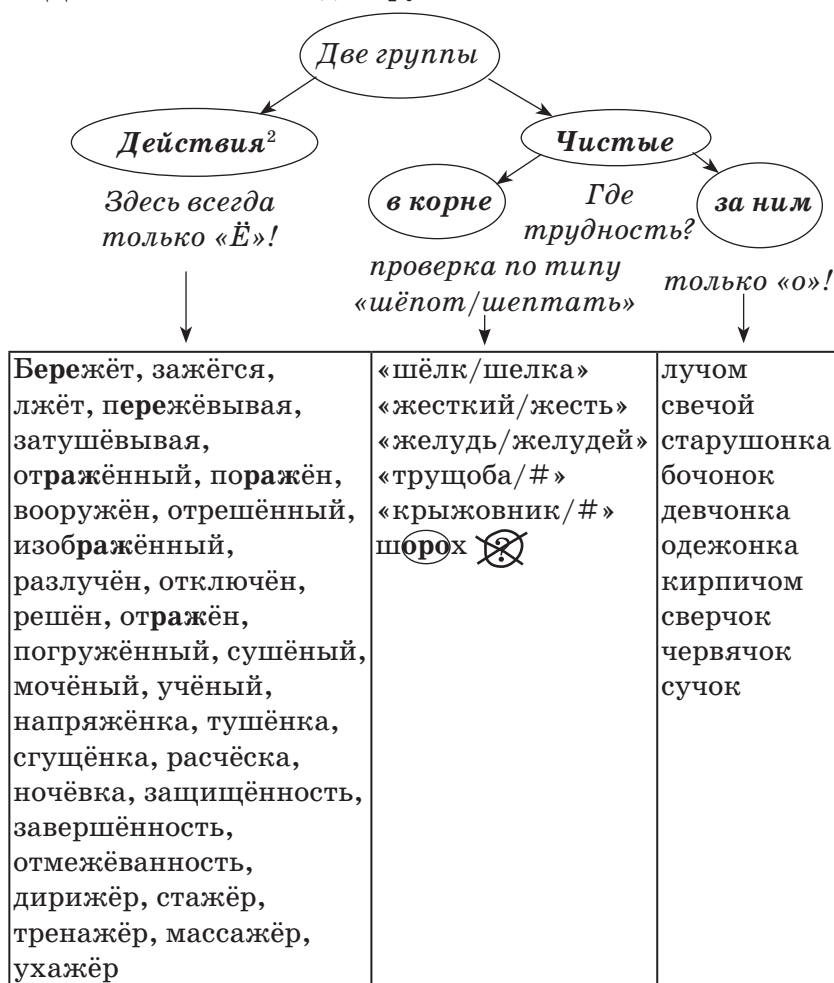 Две группы
Действия²
Чистые
Здесь всегда
только «Ё»!
в корне
Где
трудность?
за ним
проверка по типу
«шёпот/шептать»
только «о»!
Бережёт, зажёгся,
лжёт, пережёвывая,
затушёвывая,
отражённый, поражён,
вооружён, отрешённый,
изображённый,
разлучён, отключён,
решён, отражён,
погружённый, сушёный,
мочёный, учёный,
напряжёнка, тушёнка,
сгущёнка, расчёска,
ночёвка, защищённость,
завершённость,
отмежёванность,
дирижёр, стажёр,
тренажёр, массажёр,
ухажёр
«шёлк/шелка»
«жесткий/жесть»
«желудь/желудей»
«трущоба/#»
«крыжовник/#»
шорох ?
лучом
свечой
старушонка
бочонок
девчонка
одежонка
кирпичом
сверчок
червячок
сучок